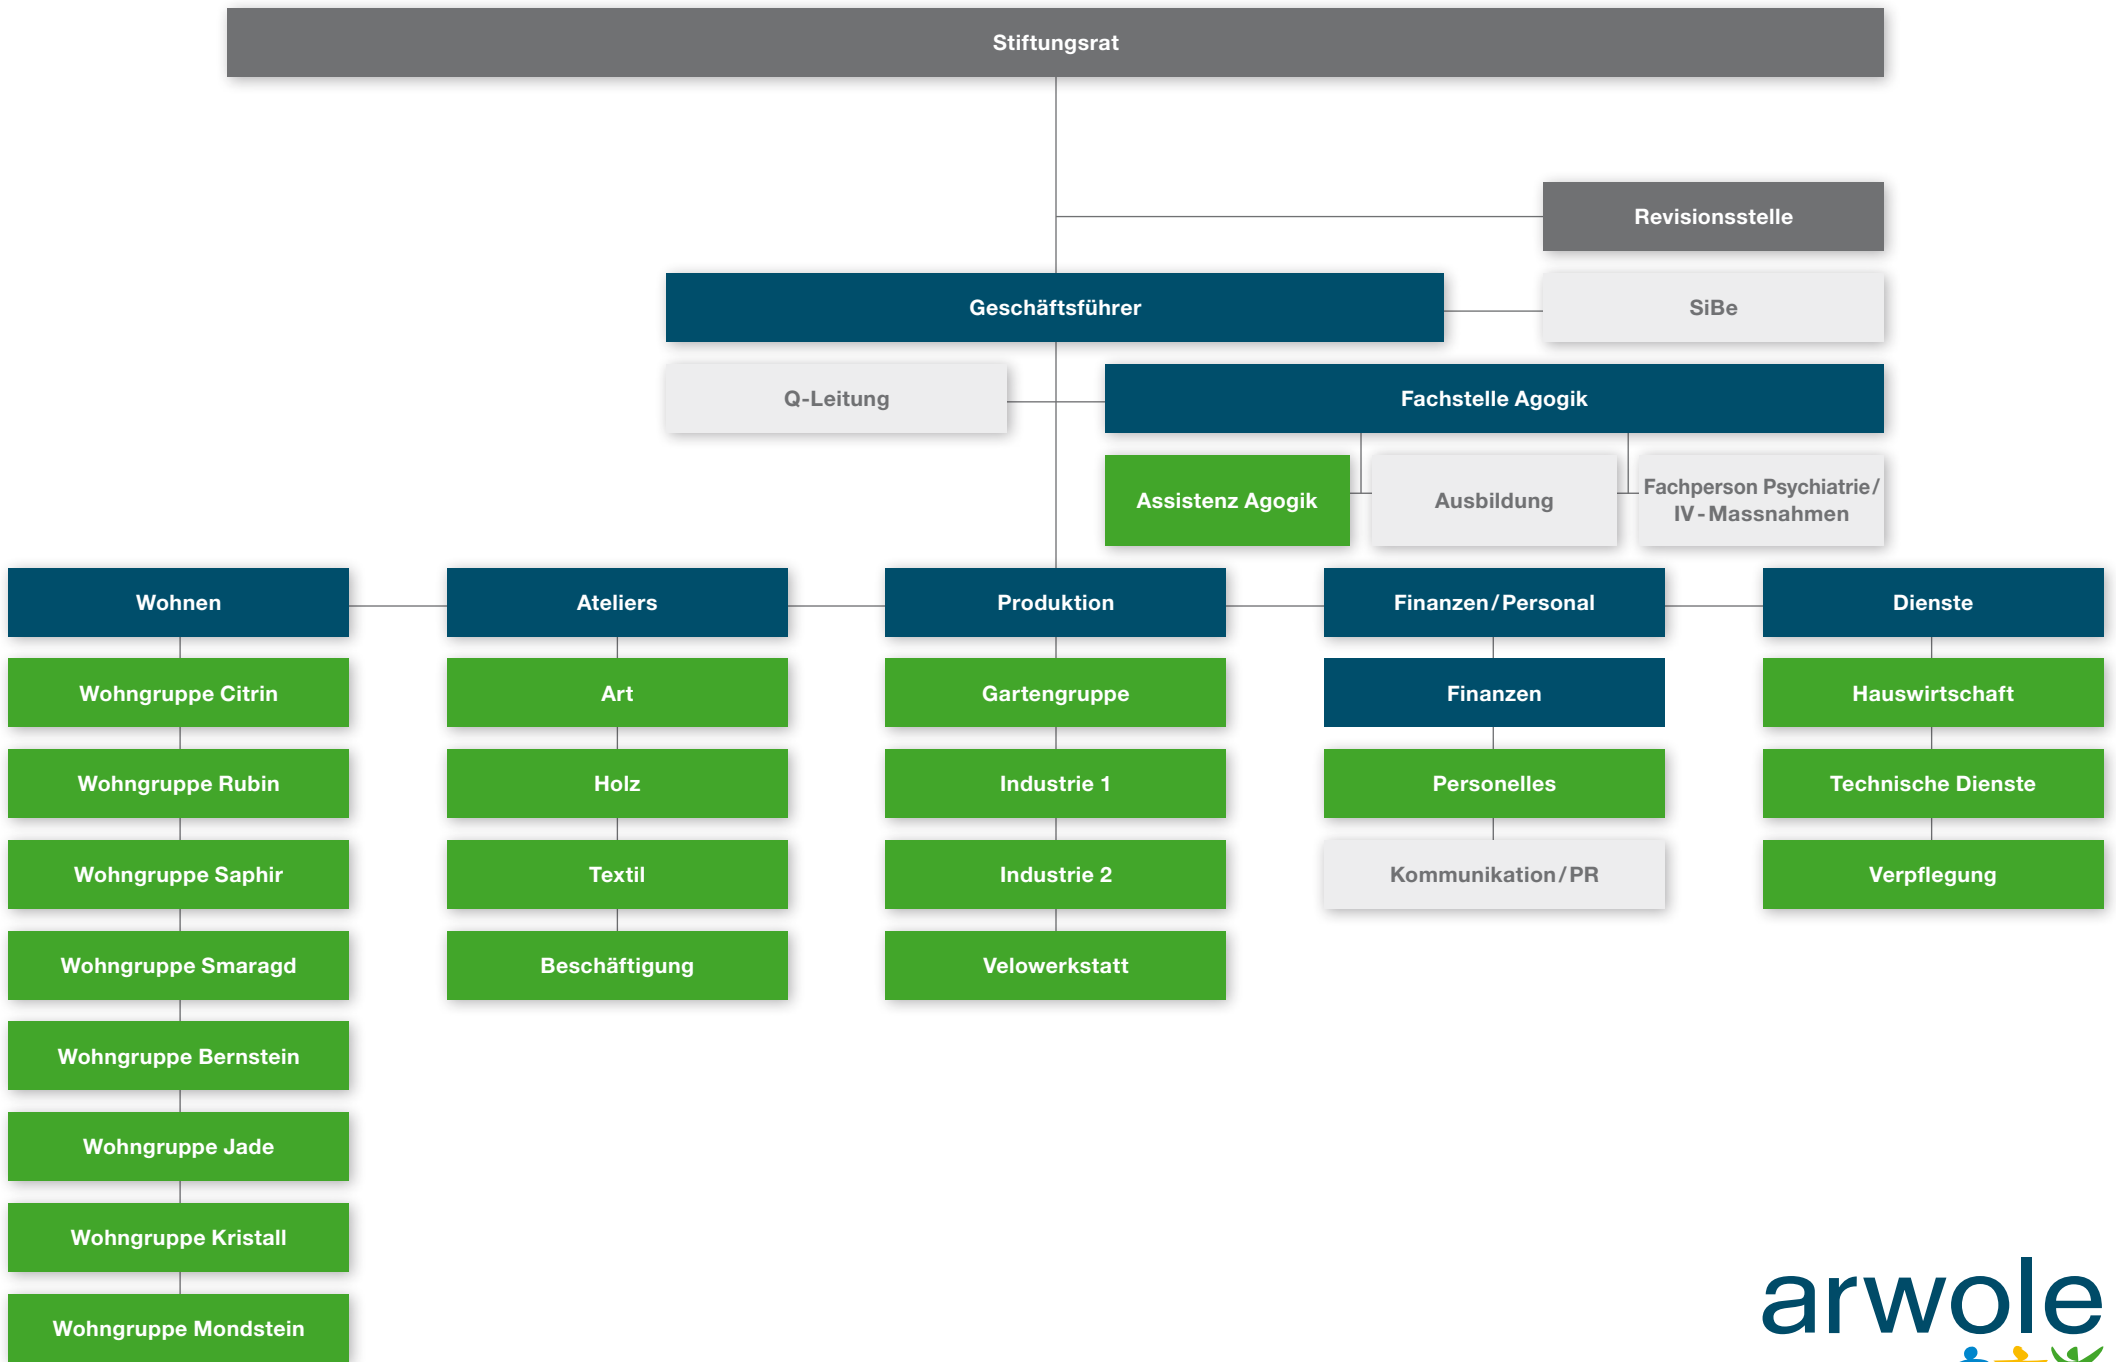 Stiftungsrat
Revisionsstelle
Geschäftsführer
SiBe
Q-Leitung
Fachstelle Agogik
Assistenz Agogik
Ausbildung
Fachperson Psychiatrie/
IV-Massnahmen
Wohnen
Ateliers
Produktion
Finanzen/Personal
Dienste
Wohngruppe Citrin
Art
Gartengruppe
Finanzen
Hauswirtschaft
Wohngruppe Rubin
Holz
Industrie 1
Personelles
Technische Dienste
Wohngruppe Saphir
Textil
Industrie 2
Kommunikation/PR
Verpflegung
Wohngruppe Smaragd
Beschäftigung
Velowerkstatt
Wohngruppe Bernstein
Wohngruppe Jade
Wohngruppe Kristall
Wohngruppe Mondstein
arwole